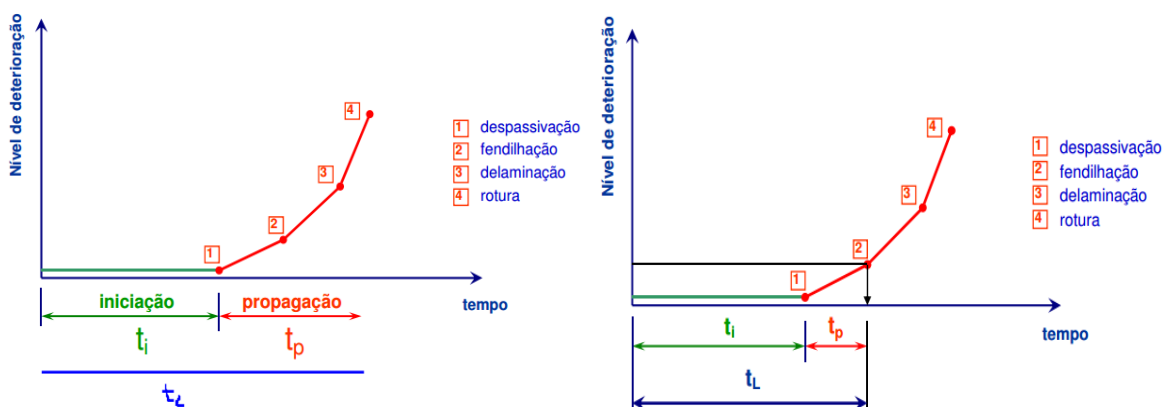 Nível de deterioração
4
3
2
1
1 despassivação
2 fendilhação
3 delaminação
4 rotura
iniciação
propagação
tempo
ti
tp
tL
Nível de deterioração
4
3
2
1
1 despassivação
2 fendilhação
3 delaminação
4 rotura
ti
tp
tempo
tL